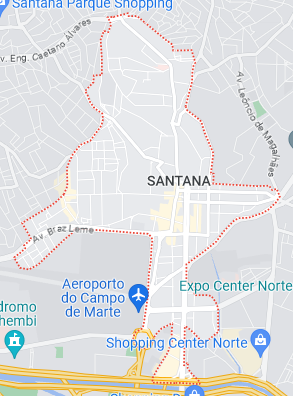 Santana Parque Shopping
Av. Eng. Caetano Álvares
Av. Leôncio de Magalhães
SANTANA
Av. Braz Leme
Aeroporto
do Campo
de Marte
Expo Center Norte
Shopping Center Norte